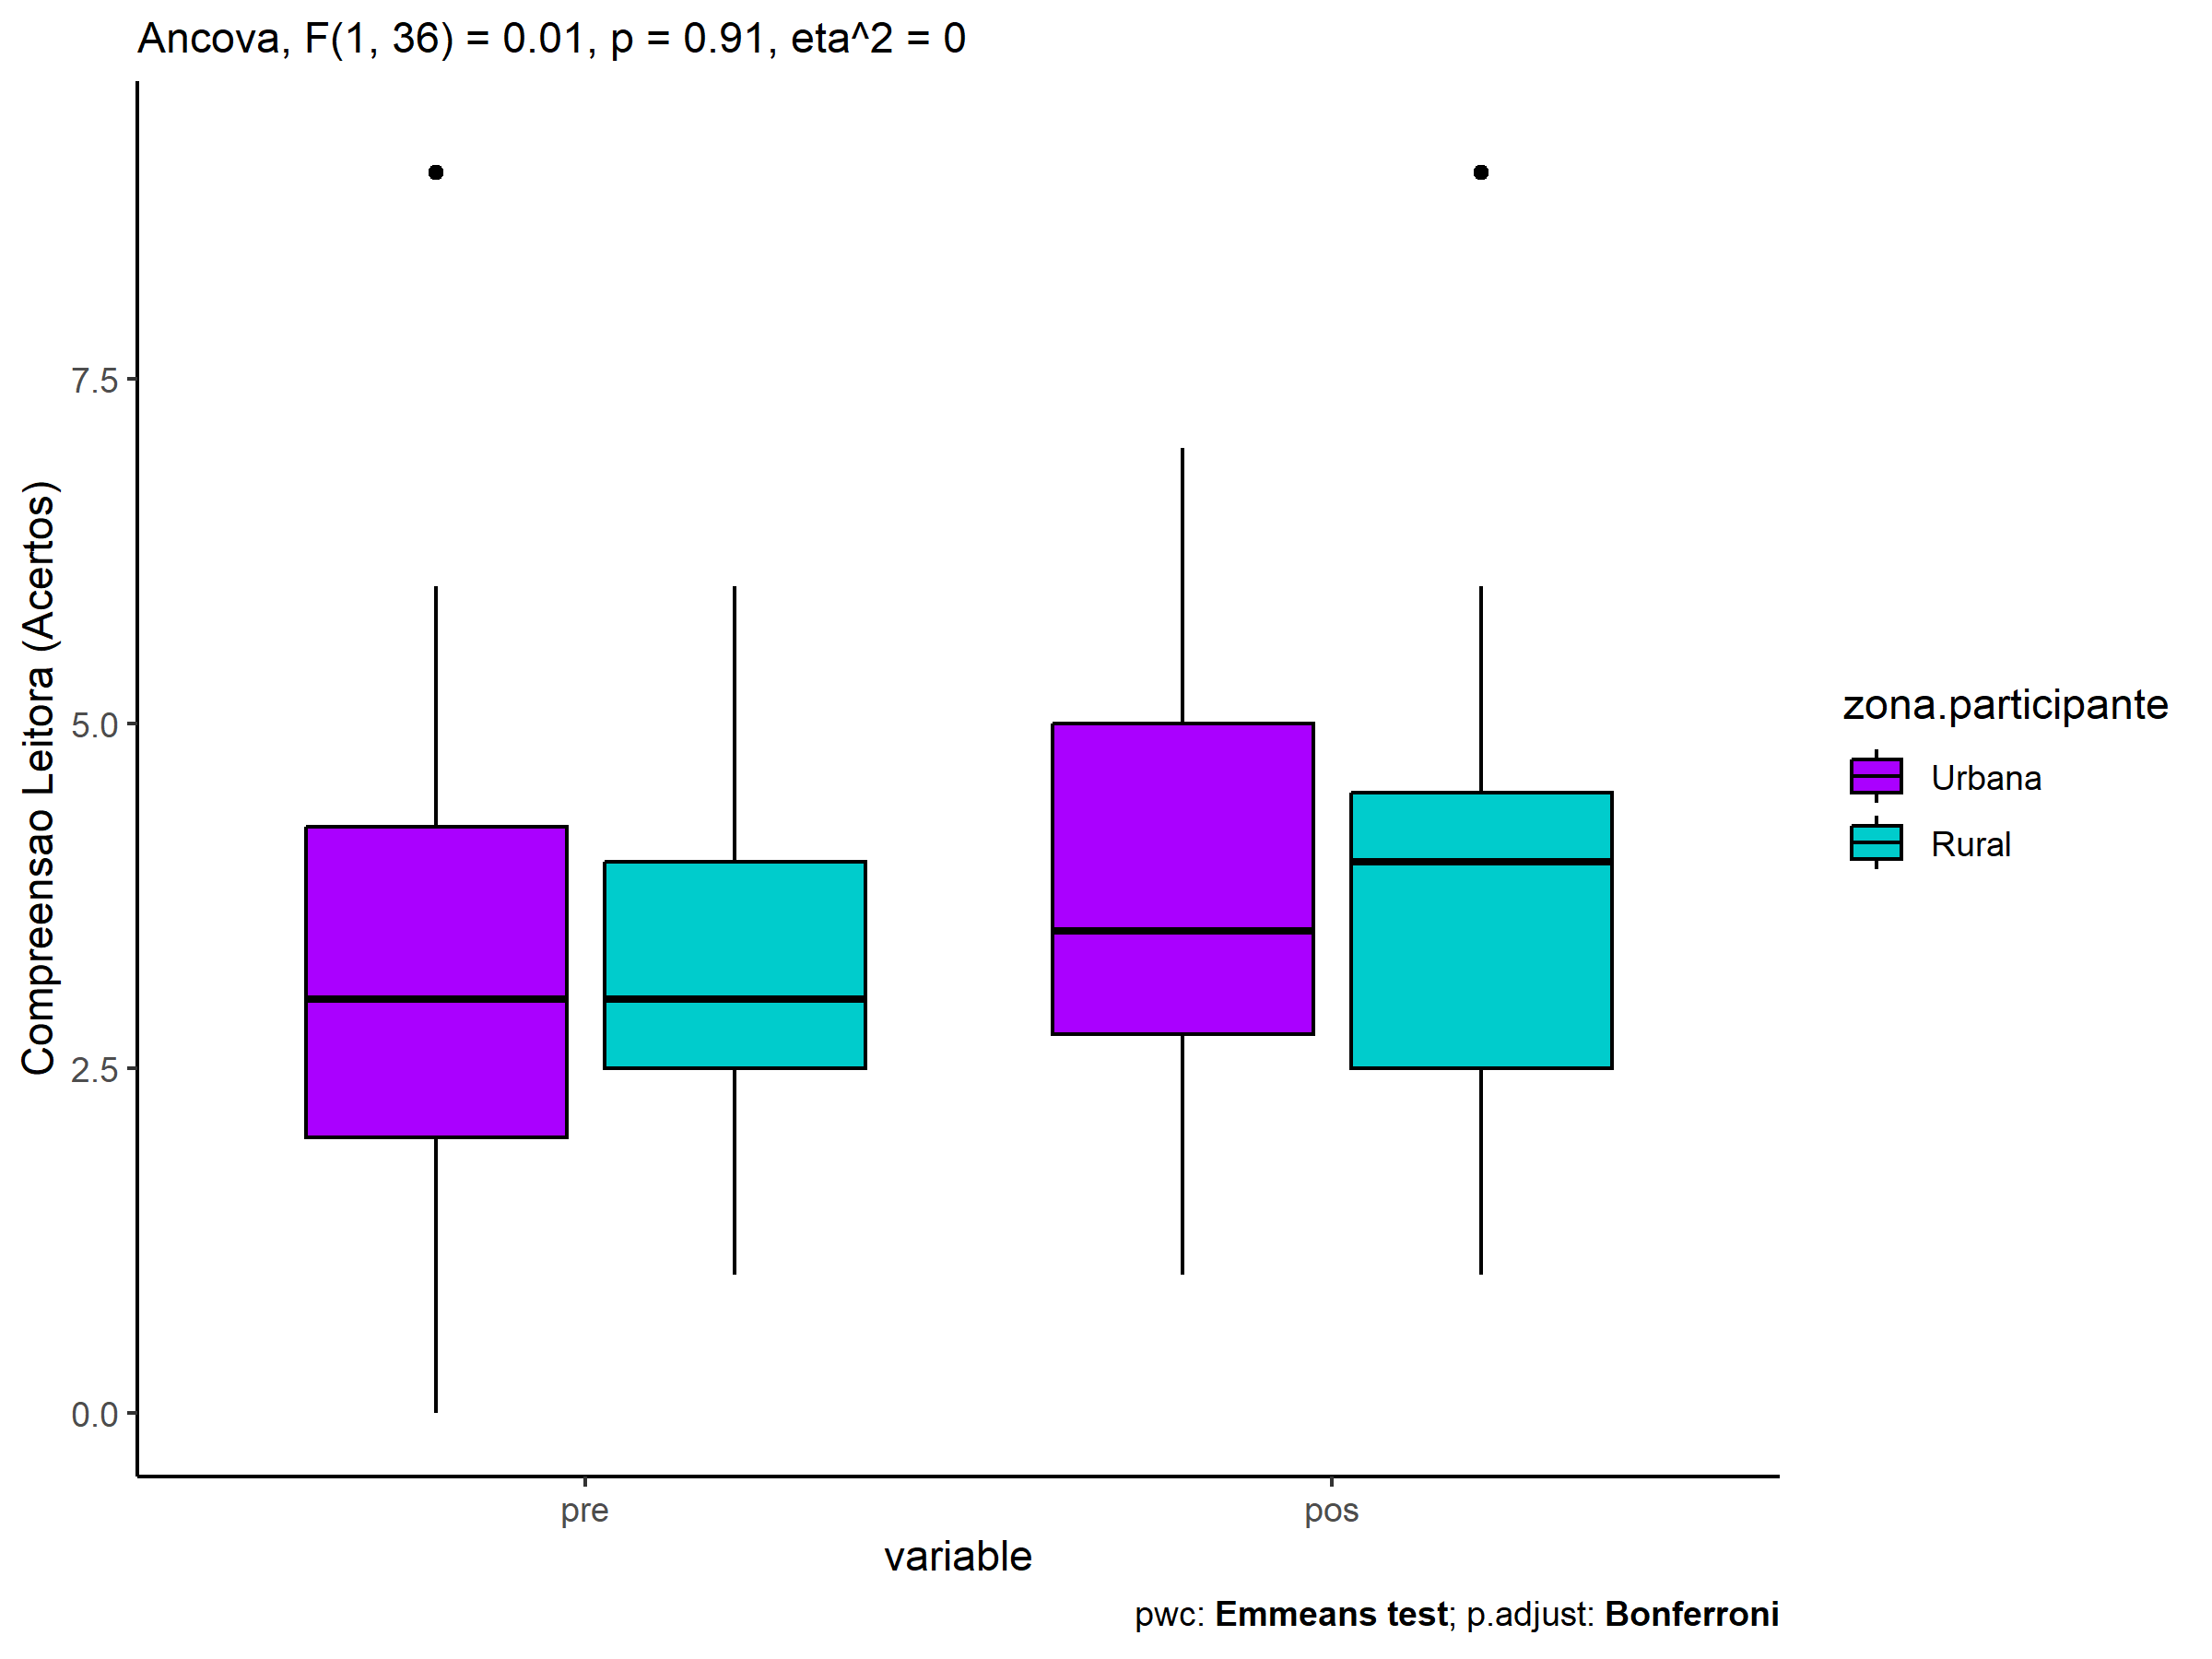 Ancova, F(1, 36) = 0.01, p = 0.91, eta^2 = 0
Compreensao Leitora (Acertos)
7.5
5.0
2.5
0.0
pre
pos
variable
zona.participante
Urbana
Rural
pwc: Emmeans test; p.adjust: Bonferroni